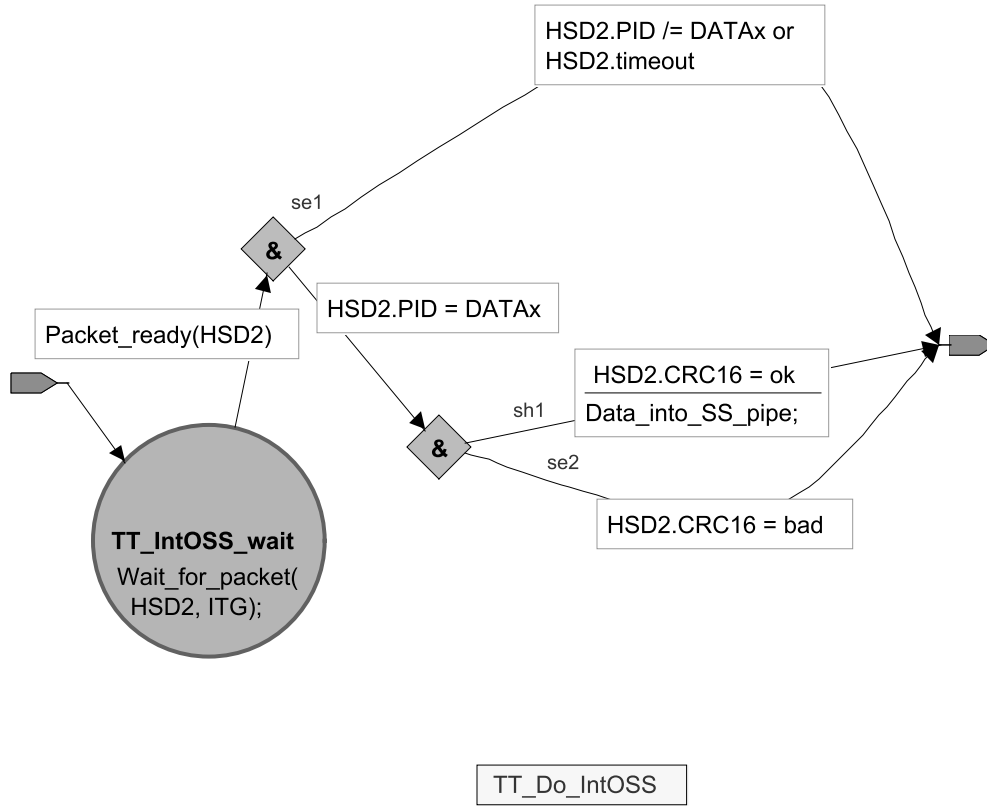 HSD2.PID /= DATAx or
HSD2.timeout
se1
&
HSD2.PID = DATAx
Packet_ready(HSD2)
HSD2.CRC16 = ok
Data_into_SS_pipe;
sh1
&
se2
HSD2.CRC16 = bad
TT_IntOSS_wait
Wait_for_packet(
HSD2, ITG);
TT_Do_IntOSS